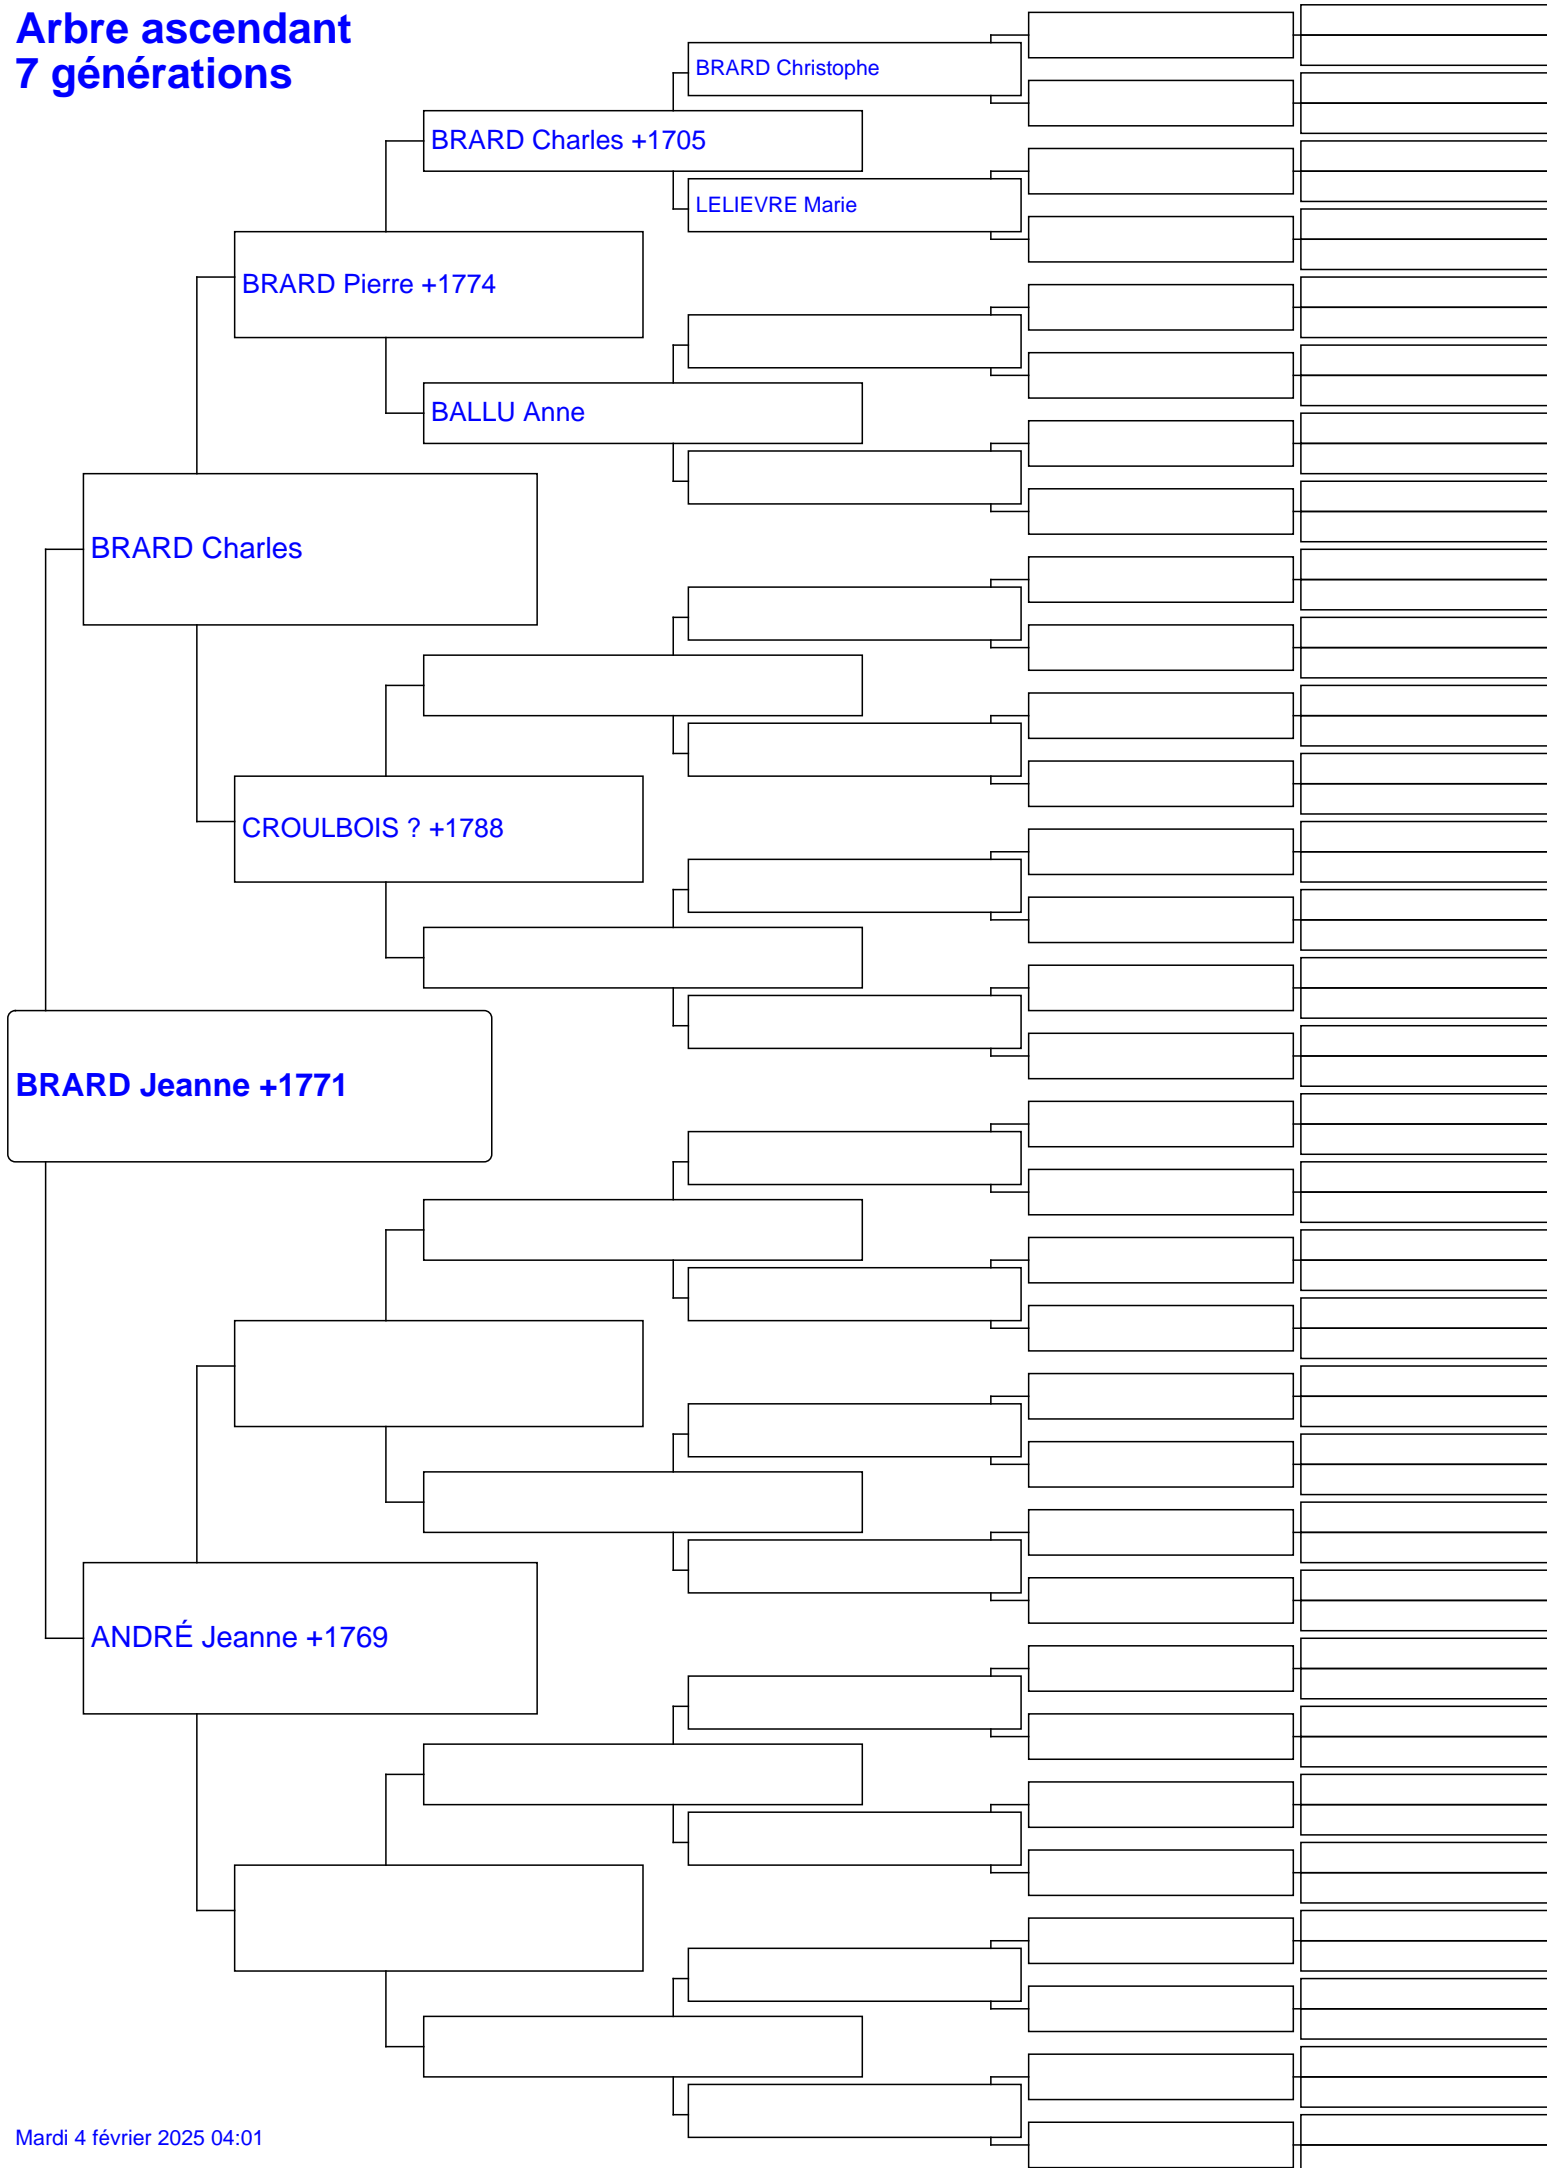 Arbre ascendant
7 générations
BRARD Christophe
BRARD Charles +1705
LELIEVRE Marie
BRARD Pierre +1774
BALLU Anne
BRARD Charles
CROULBOIS ? +1788
BRARD Jeanne +1771
ANDRÉ Jeanne +1769
Mardi 4 février 2025 04:01